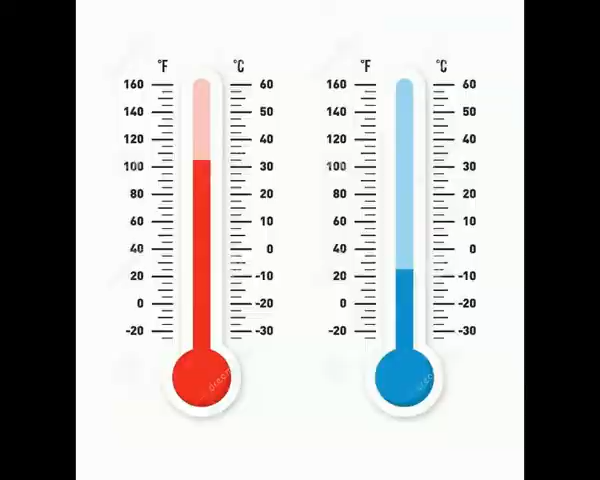 °F °C °F °C
160 60 160 60
140 50 140 50
120 40 120 40
100 30 100 30
80 20 80 20
60 10 60 10
40 0 40 0
20 -10 20 -10
0 -20 0 -20
-20 -30 -20 -30